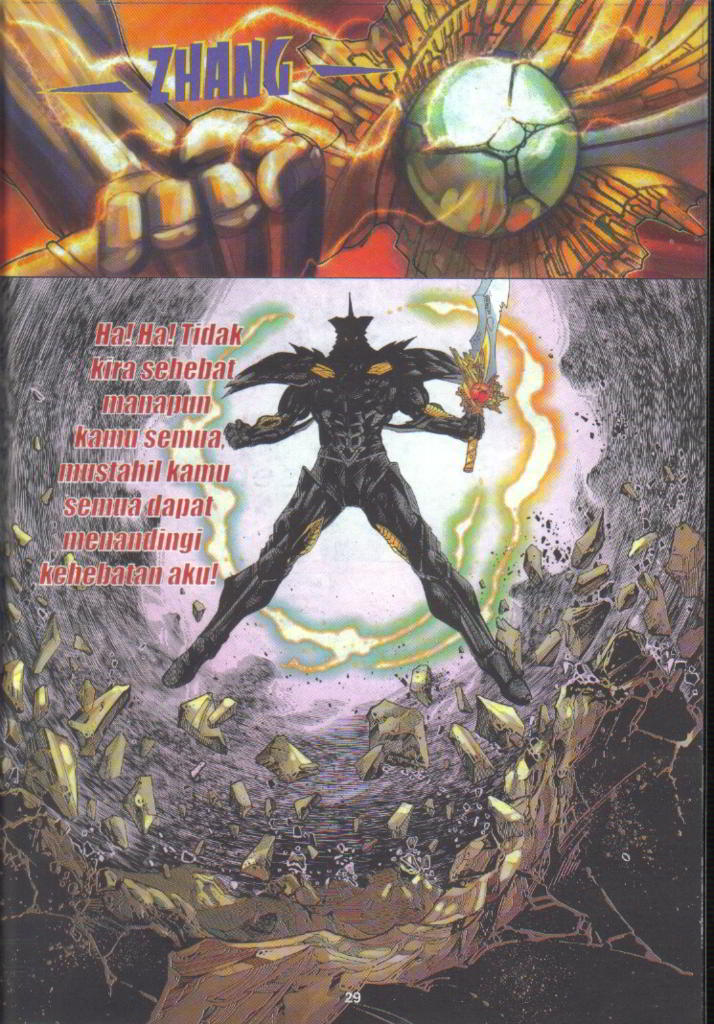 ZHANG
Ha! Ha! Tidak
kira sehebat
manapun
kamu semua,
mustahil kamu
semua dapat
menandingi
kehebatan aku!
29